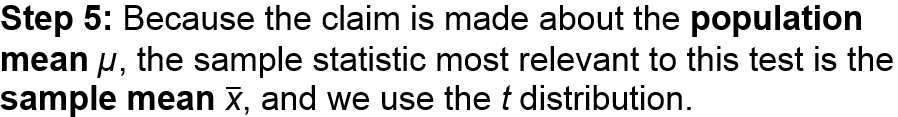 Step 5: Because the claim is made about the population
mean μ, the sample statistic most relevant to this test is the
sample mean x̄, and we use the t distribution.